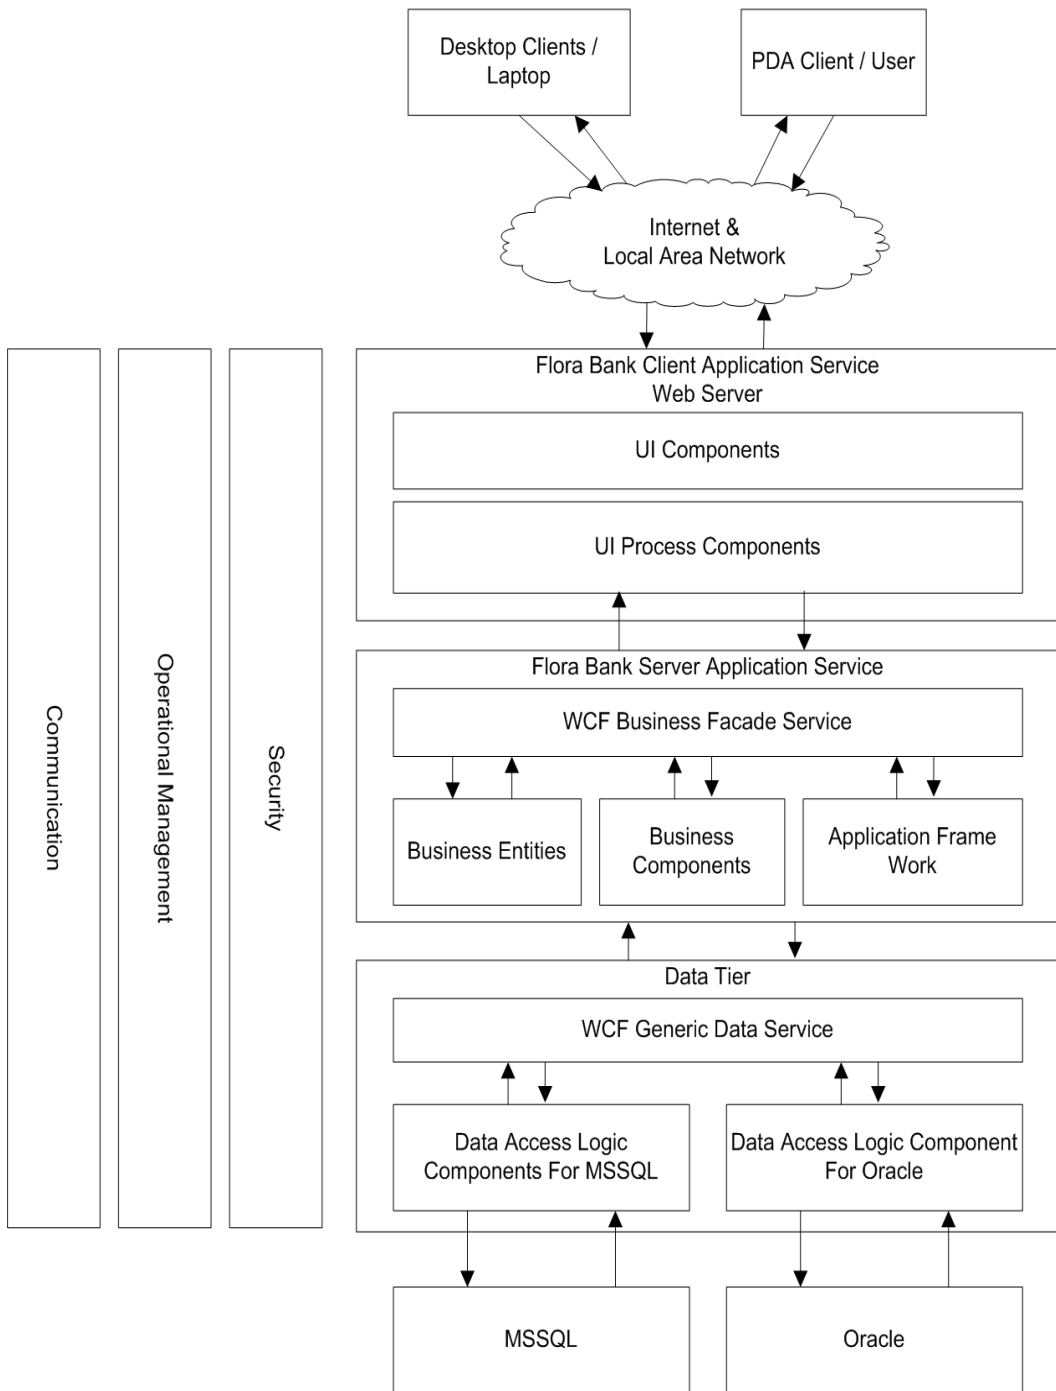 Desktop Clients /
Laptop
PDA Client / User
Internet &
Local Area Network
Communication
Operational Management
Security
Flora Bank Client Application Service
Web Server
UI Components
UI Process Components
Flora Bank Server Application Service
WCF Business Facade Service
Business Entities
Business
Components
Application Frame
Work
Data Tier
WCF Generic Data Service
Data Access Logic
Components For MSSQL
Data Access Logic Component
For Oracle
MSSQL
Oracle